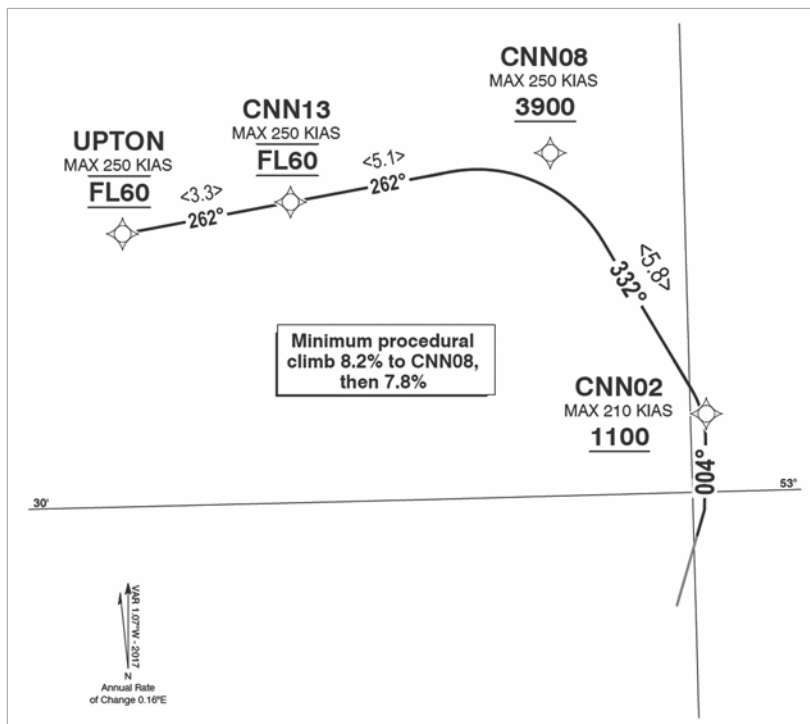 CNN08
MAX 250 KIAS
3900
CNN13
MAX 250 KIAS
FL60
UPTON
MAX 250 KIAS
FL60
<5.1>
262°
<3.3>
262°
<5.8>
332°
Minimum procedural
climb 8.2% to CNN08,
then 7.8%
CNN02
MAX 210 KIAS
1100
004°
30'
53°
VAR 1.07°W - 2017
N
Annual Rate
of Change 0.16°E